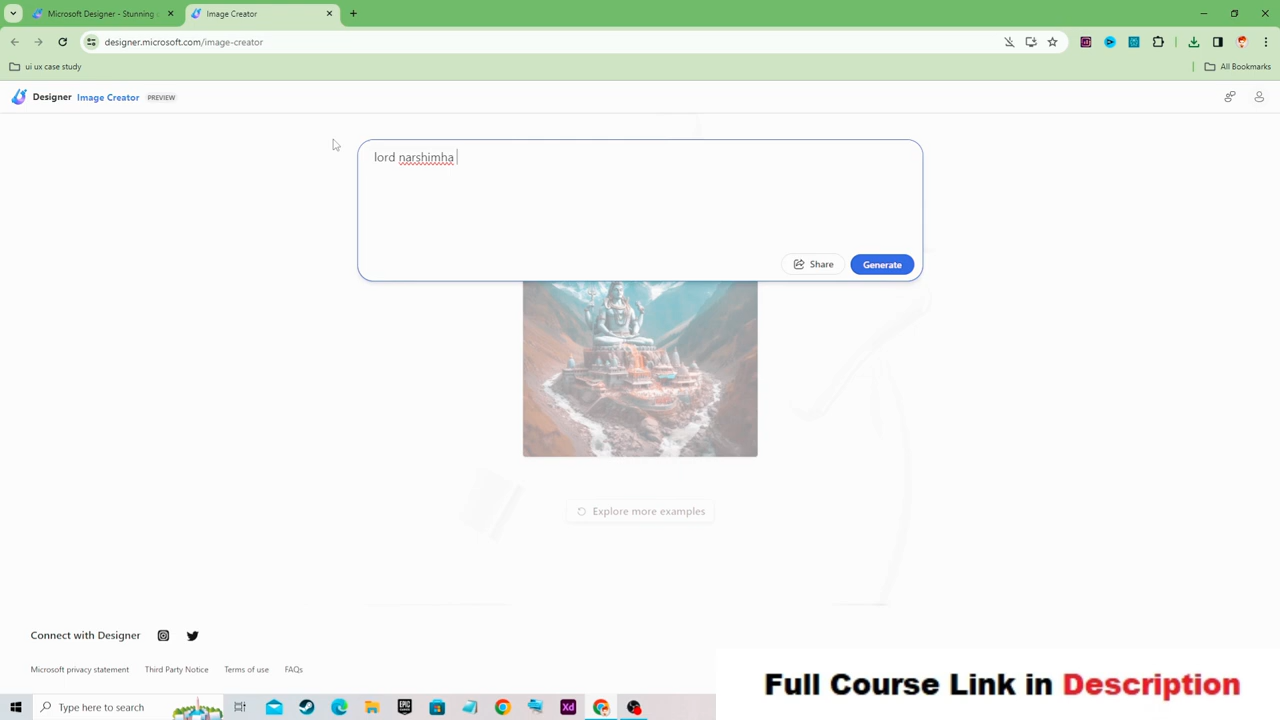 Microsoft Designer - Stunning
Image Creator
designer.microsoft.com/image-creator
ui ux case study
All Bookmarks
Designer Image Creator PREVIEW
lord narshimha
Share
Generate
Explore more examples
Connect with Designer
Microsoft privacy statement
Third Party Notice
Terms of use
FAQs
Full Course Link in Description
Type here to search
EPIC
Xd